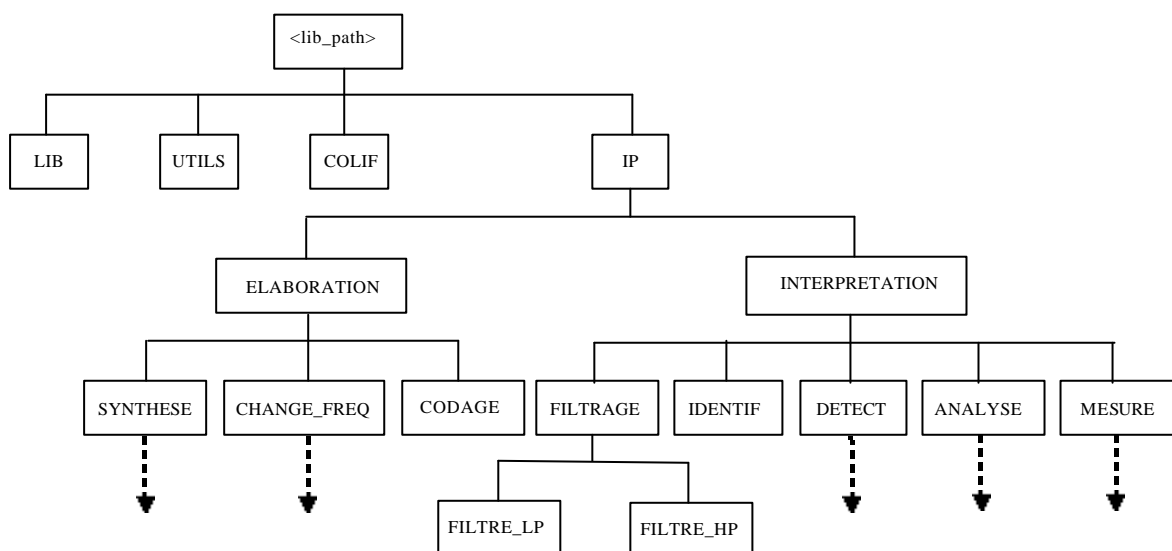 <lib_path>
LIB
UTILS
COLIF
IP
ELABORATION
INTERPRETATION
SYNTHESE
CHANGE_FREQ
CODAGE
FILTRAGE
IDENTIF
DETECT
ANALYSE
MESURE
FILTRE_LP
FILTRE_HP